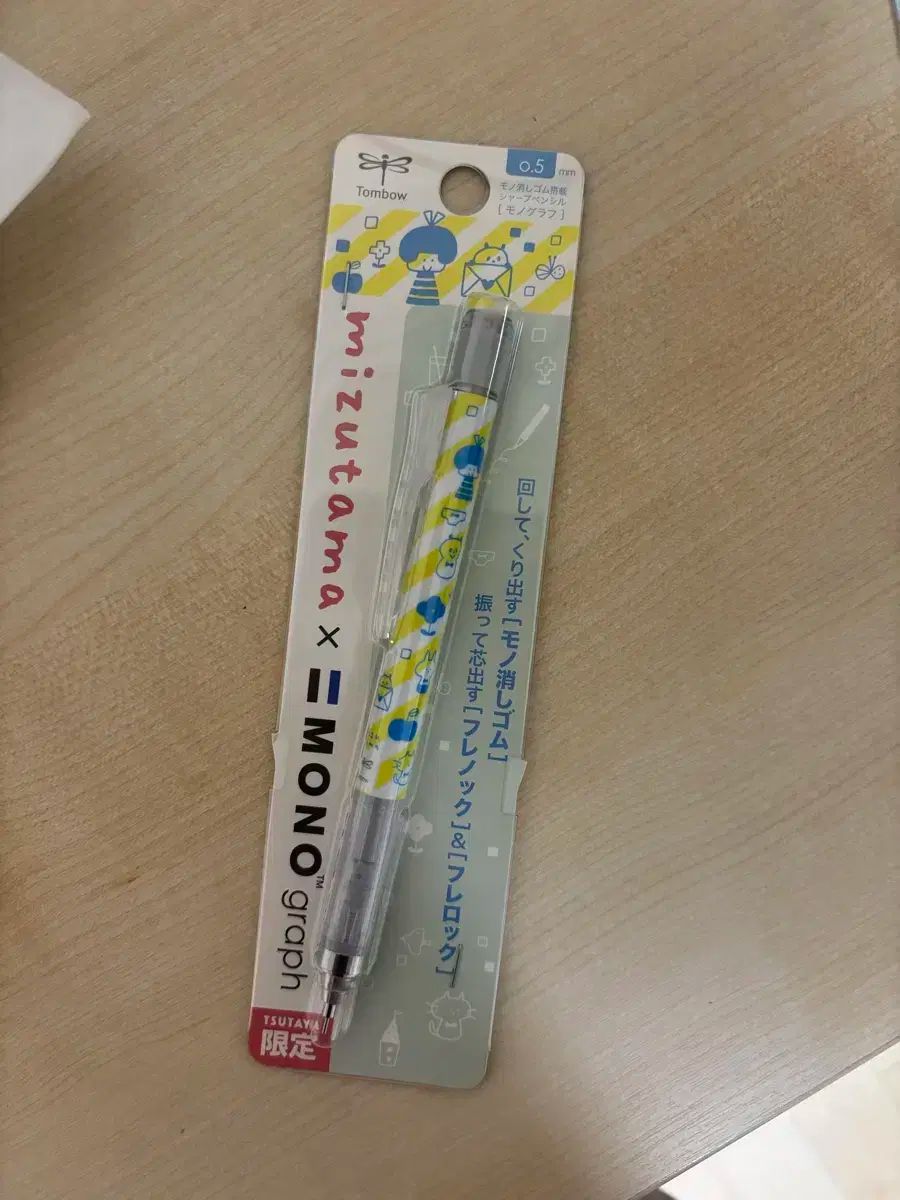 Tombow
0.5 mm
モノ消しゴム搭載
シャープペンシル
[モノグラフ]
mizutama × MONO™ graph
回して、くり出す[モノ消しゴム]
振って芯出す[フレノック]&[フレロック]
TSUTAYA
限定